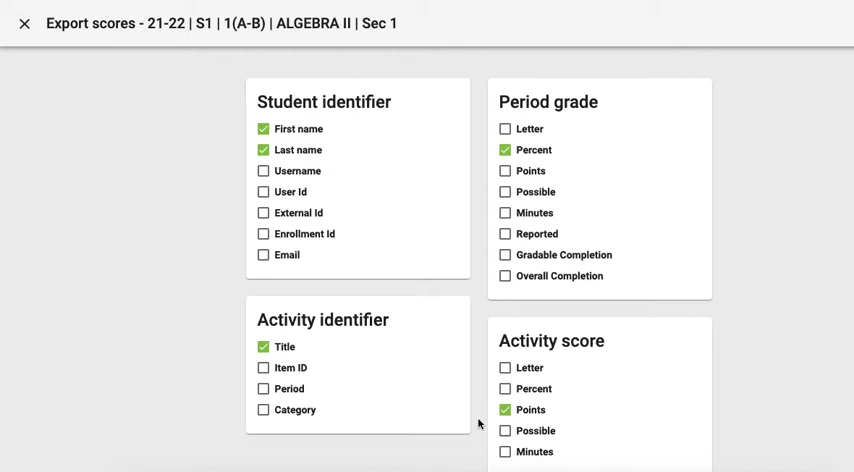 Export scores - 21-22 | S1 | 1(A-B) | ALGEBRA II | Sec 1
Student identifier
First name
Last name
Username
User Id
External Id
Enrollment Id
Email
Activity identifier
Title
Item ID
Period
Category
Period grade
Letter
Percent
Points
Possible
Minutes
Reported
Gradable Completion
Overall Completion
Activity score
Letter
Percent
Points
Possible
Minutes